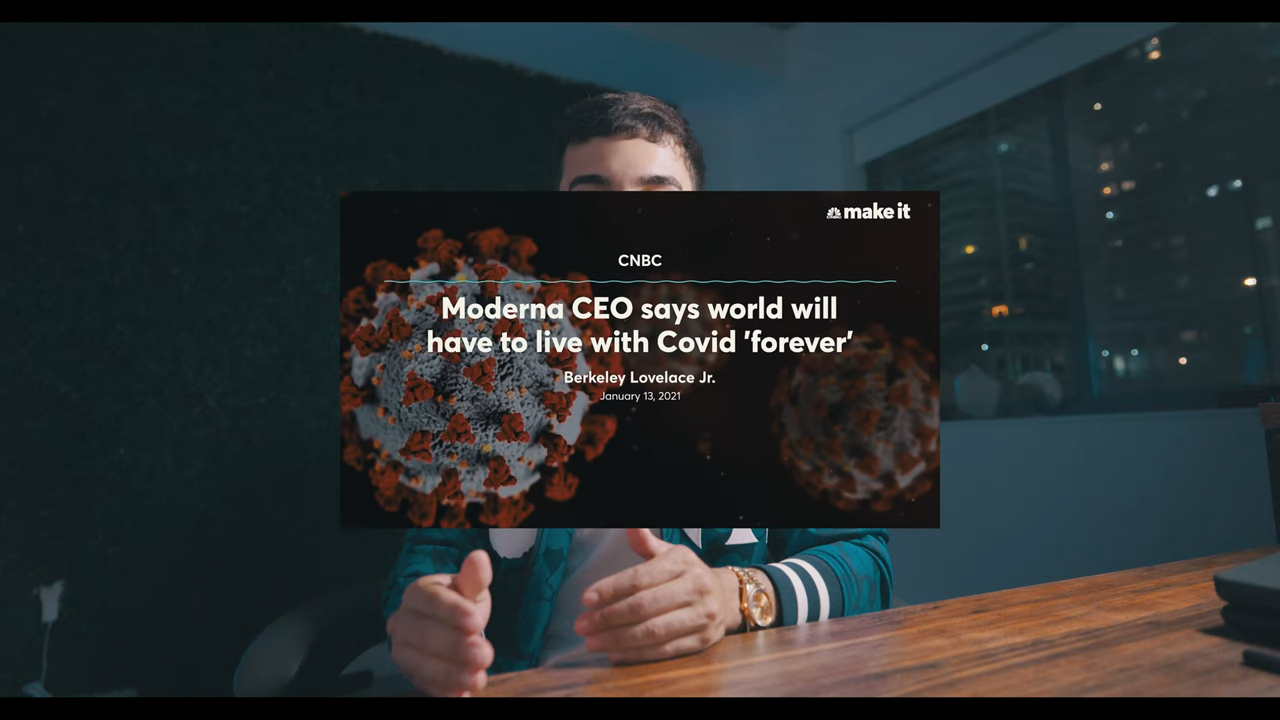 make it
CNBC
Moderna CEO says world will
have to live with Covid 'forever'
Berkeley Lovelace Jr.
January 13, 2021